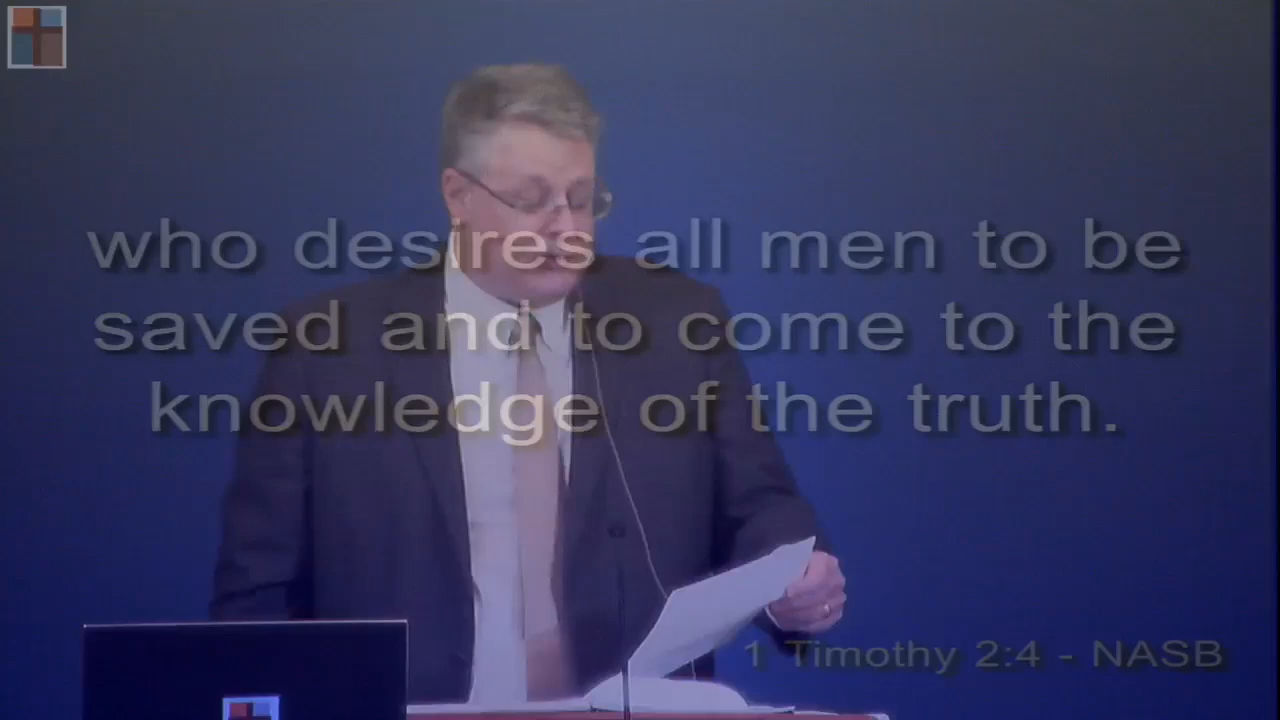 who desires all men to be
saved and to come to the
knowledge of the truth.
1 Timothy 2:4 - NASB